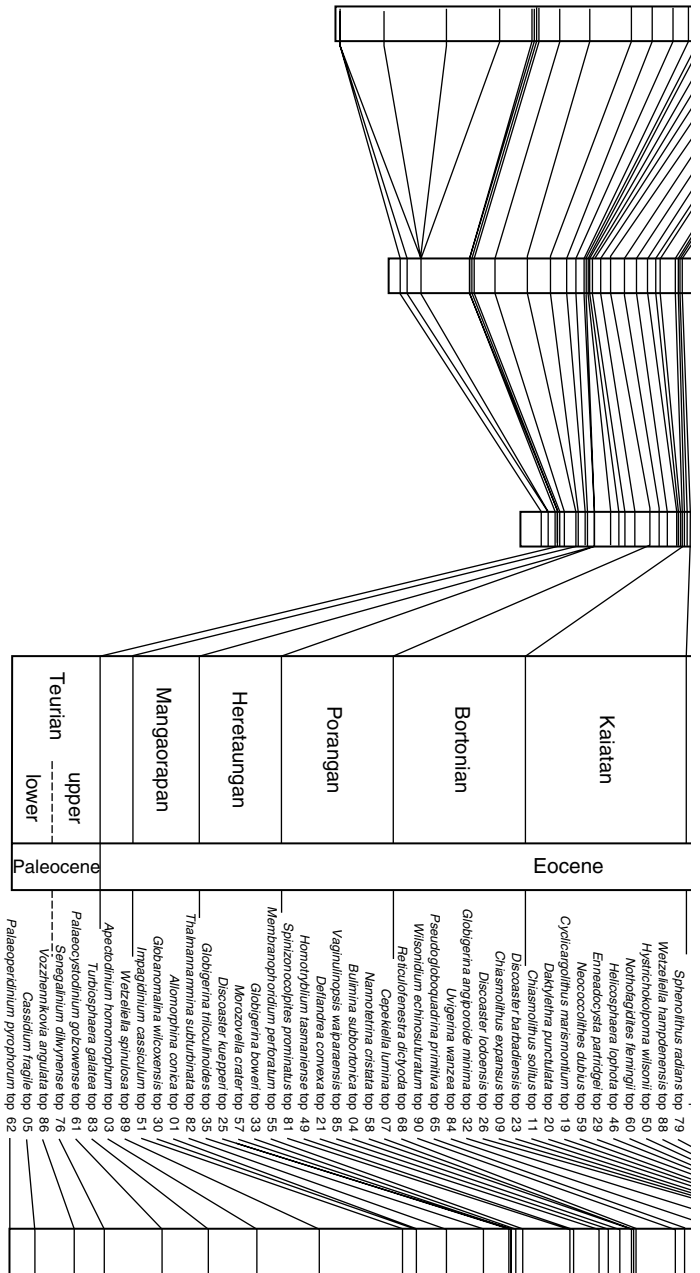 Kaiatan
Bortonian
Porangan
Heretaungan
Mangaorapan
Teurian
upper
lower
Eocene
Paleocene
Sphenolithus radians top 79
Wetzeliella hampdenensis top 88
Hystrichokolpoma wilsonii top 50
Nothofagidites flemingii top 60
Helicosphaera lophota top 46
Enneadocysta partridgei top 29
Neococcolithes dubius top 59
Cyclicargolithus marismontium top 19
Daktylethra punctulata top 20
Chiasmolithus solitus top 11
Discoaster barbadiensis top 23
Chiasmolithus expansus top 09
Discoaster lodoensis top 26
Globigerina angiporoide minima top 32
Uvigerina wanzea top 84
Pseudogloboquadrina primitiva top 65
Wilsonidium echinosuturatum top 90
Reticulofenestra dictyoda top 68
Cepekiella lumina top 07
Nannotetrina cristata top 58
Bulimina subbortonica top 04
Vaginulinopsis waiparaensis top 85
Deflandrea convexa top 21
Homotryblium tasmaniense top 49
Spinizonocolpites prominatus top 81
Membranophoridium perforatum top 55
Globigerina boweri top 33
Morozovella crater top 57
Discoaster kuepperi top 25
Globigerina triloculinoides top 35
Thalmannammina subturbinata top 82
Allomorphina conica top 01
Globanomalina wilcoxensis top 30
Impagidinium cassiculum top 51
Wetzeliella spinulosa top 89
Apectodinium homomorphum top 03
Turbiosphaera galatea top 83
Palaeocystodinium golzowense top 61
Senegalinium dilwynense top 76
Vozzhennikovia angulata top 86
Cassidium fragile top 05
Palaeoperidinium pyrophorum top 62